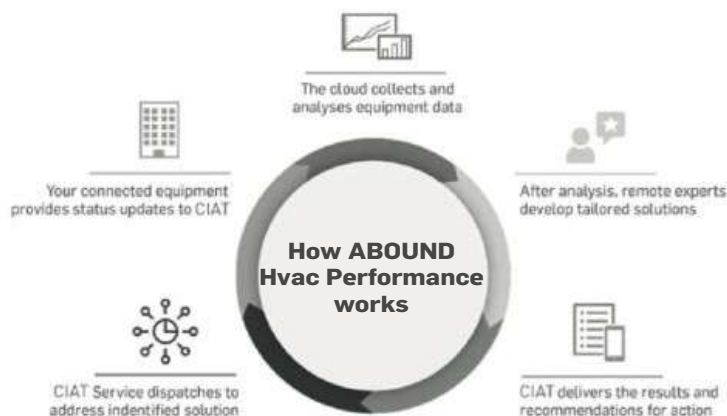 The cloud collects and
analyses equipment data
Your connected equipment
provides status updates to CIAT
After analysis, remote experts
develop tailored solutions
How ABOUND
Hvac Performance
works
CIAT Service dispatches to
address indentified solution
CIAT delivers the results and
recommendations for action